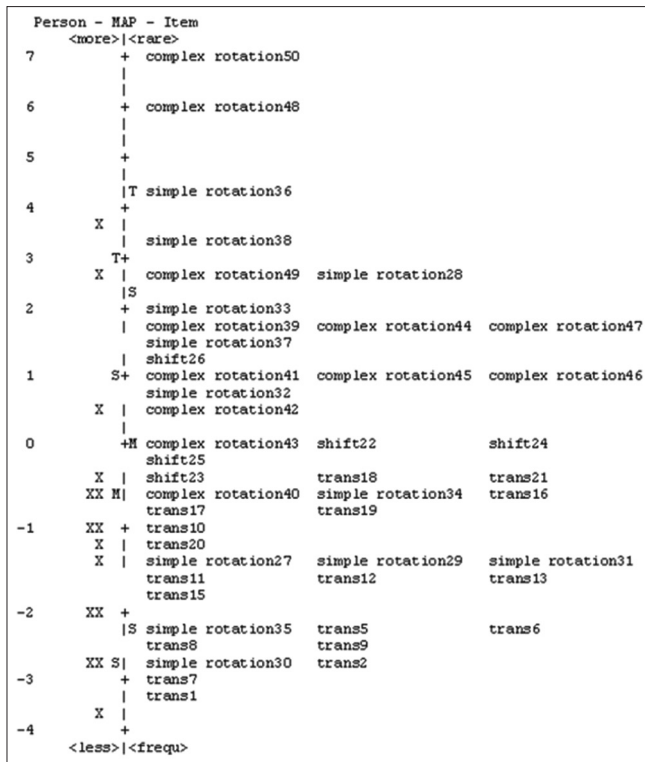 Person - MAP - Item
<more>|<rare>
7 + complex rotation50
|
|
6 + complex rotation48
|
|
5 +
|
|T simple rotation36
4 +
X |
| simple rotation38
3 T+
X | complex rotation49 simple rotation28
|S
2 + simple rotation33
| complex rotation39 complex rotation44 complex rotation47
simple rotation37
| shift26
1 S+ complex rotation41 complex rotation45 complex rotation46
simple rotation32
X | complex rotation42
|
0 +M complex rotation43 shift22 shift24
shift25
X | shift23 trans18 trans21
XX M| complex rotation40 simple rotation34 trans16
trans17 trans19
-1 XX + trans10
X | trans20
X | simple rotation27 simple rotation29 simple rotation31
trans11 trans12 trans13
trans15
-2 XX +
|S simple rotation35 trans5 trans6
trans8 trans9
XX S| simple rotation30 trans2
-3 + trans7
| trans1
X |
-4 +
<less>|<frequ>